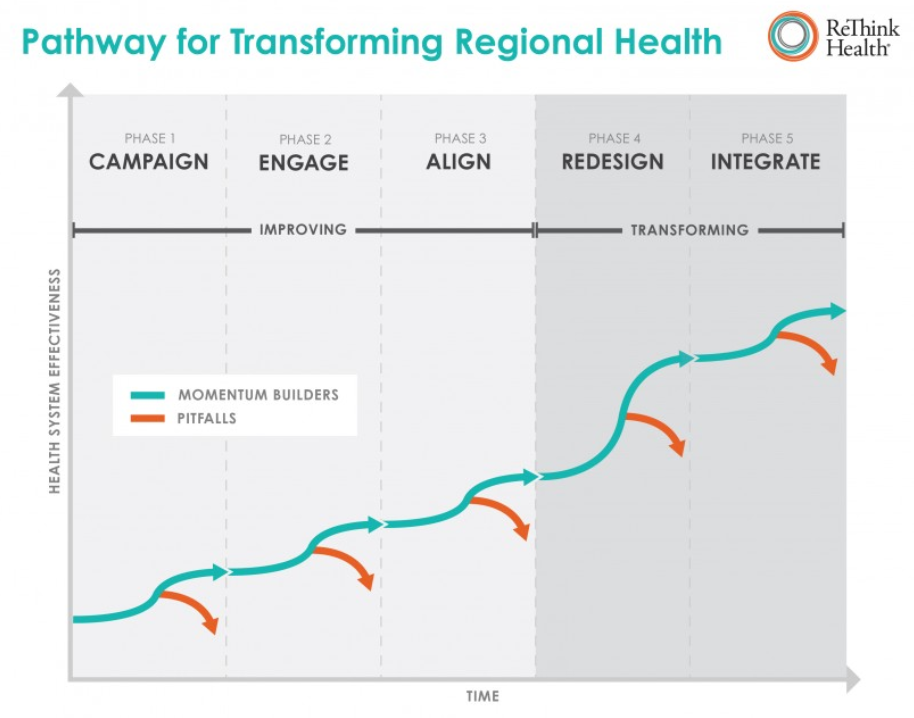 Pathway for Transforming Regional Health
ReThink
Health®
PHASE 1
CAMPAIGN
PHASE 2
ENGAGE
PHASE 3
ALIGN
PHASE 4
REDESIGN
PHASE 5
INTEGRATE
IMPROVING
TRANSFORMING
HEALTH SYSTEM EFFECTIVENESS
MOMENTUM BUILDERS
PITFALLS
TIME